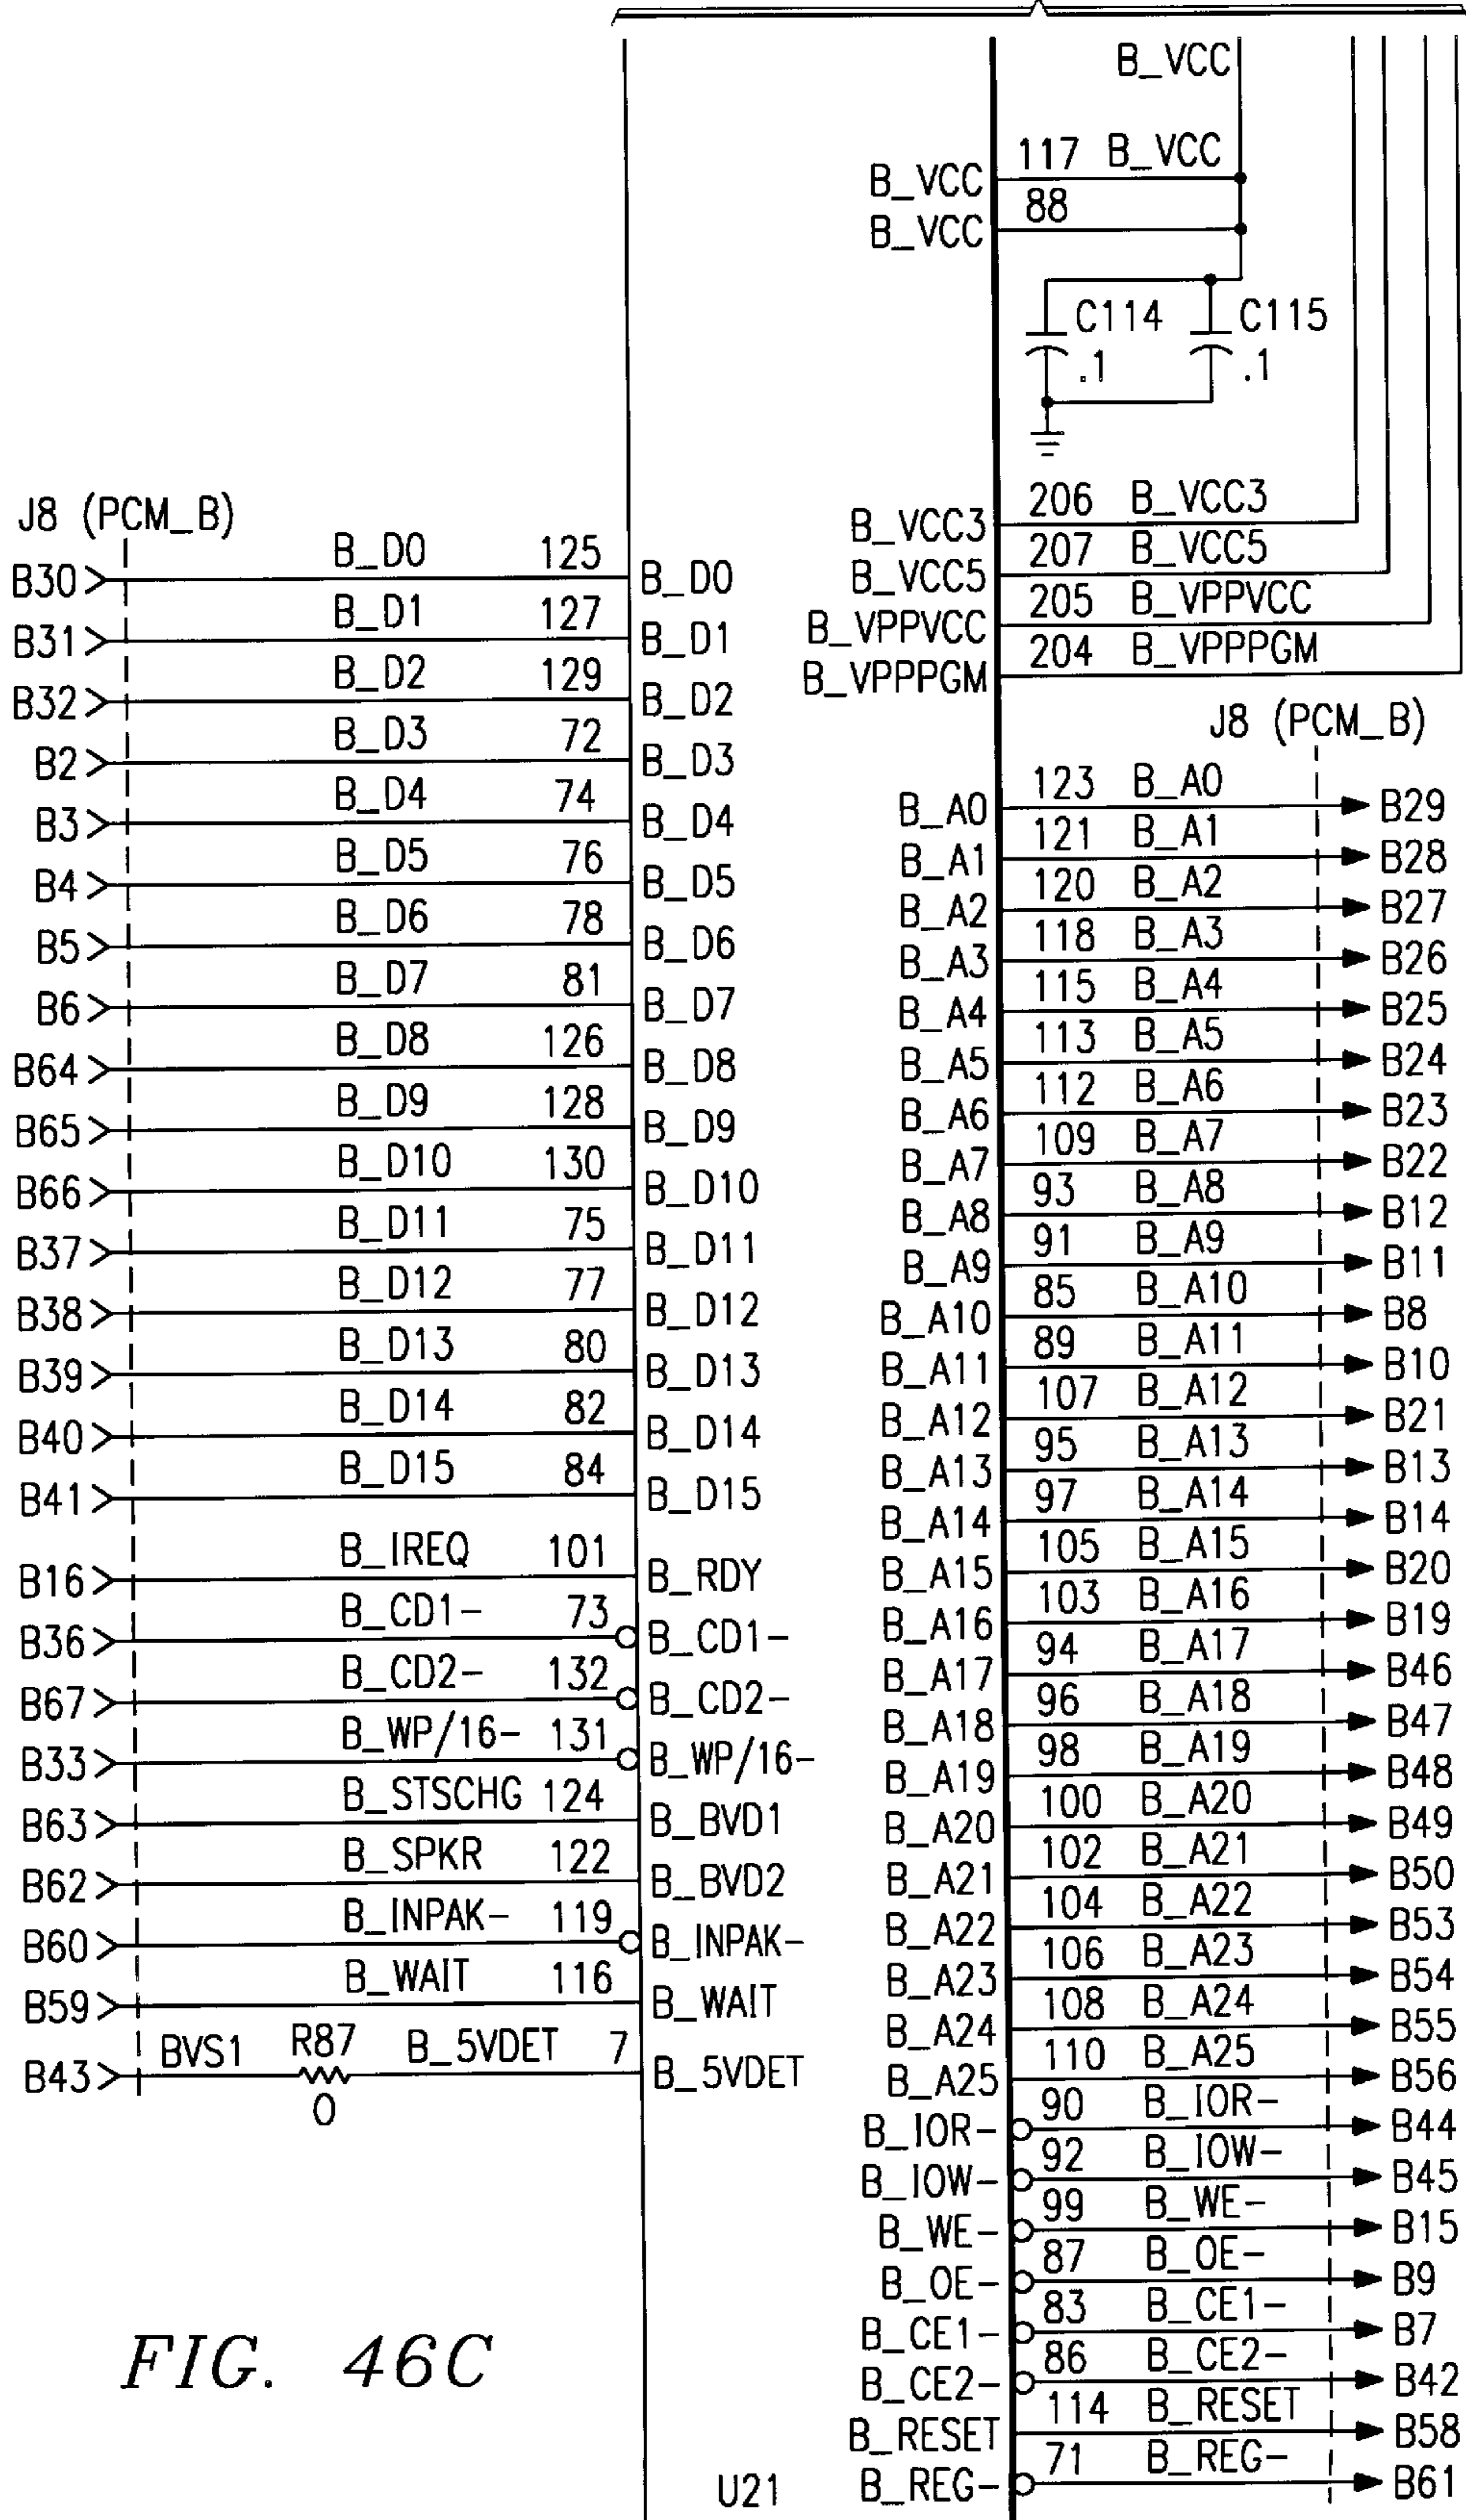 B_VCC
117 B_VCC
B_VCC
88
B_VCC
C114 C115
.1 .1
J8 (PCM_B)
B30 B_D0 125 B_D0
B31 B_D1 127 B_D1
B32 B_D2 129 B_D2
B2 B_D3 72 B_D3
B3 B_D4 74 B_D4
B4 B_D5 76 B_D5
B5 B_D6 78 B_D6
B6 B_D7 81 B_D7
B64 B_D8 126 B_D8
B65 B_D9 128 B_D9
B66 B_D10 130 B_D10
B37 B_D11 75 B_D11
B38 B_D12 77 B_D12
B39 B_D13 80 B_D13
B40 B_D14 82 B_D14
B41 B_D15 84 B_D15
B16 B_IREQ 101 B_RDY
B36 B_CD1- 73 B_CD1-
B67 B_CD2- 132 B_CD2-
B33 B_WP/16- 131 B_WP/16-
B63 B_STSCHG 124 B_BVD1
B62 B_SPKR 122 B_BVD2
B60 B_INPAK- 119 B_INPAK-
B59 B_WAIT 116 B_WAIT
B43 BVS1 R87 B_5VDET 7 B_5VDET
0
B_VCC3 206 B_VCC3
B_VCC5 207 B_VCC5
B_VPPVCC 205 B_VPPVCC
B_VPPPGM 204 B_VPPPGM
J8 (PCM_B)
B_A0 123 B_A0 B29
B_A1 121 B_A1 B28
B_A2 120 B_A2 B27
B_A3 118 B_A3 B26
B_A4 115 B_A4 B25
B_A5 113 B_A5 B24
B_A6 112 B_A6 B23
B_A7 109 B_A7 B22
B_A8 93 B_A8 B12
B_A9 91 B_A9 B11
B_A10 85 B_A10 B8
B_A11 89 B_A11 B10
B_A12 107 B_A12 B21
B_A13 95 B_A13 B13
B_A14 97 B_A14 B14
B_A15 105 B_A15 B20
B_A16 103 B_A16 B19
B_A17 94 B_A17 B46
B_A18 96 B_A18 B47
B_A19 98 B_A19 B48
B_A20 100 B_A20 B49
B_A21 102 B_A21 B50
B_A22 104 B_A22 B53
B_A23 106 B_A23 B54
B_A24 108 B_A24 B55
B_A25 110 B_A25 B56
B_IOR- 90 B_IOR- B44
B_IOW- 92 B_IOW- B45
B_WE- 99 B_WE- B15
B_OE- 87 B_OE- B9
B_CE1- 83 B_CE1- B7
B_CE2- 86 B_CE2- B42
B_RESET 114 B_RESET B58
B_REG- 71 B_REG- B61
U21
FIG. 46C